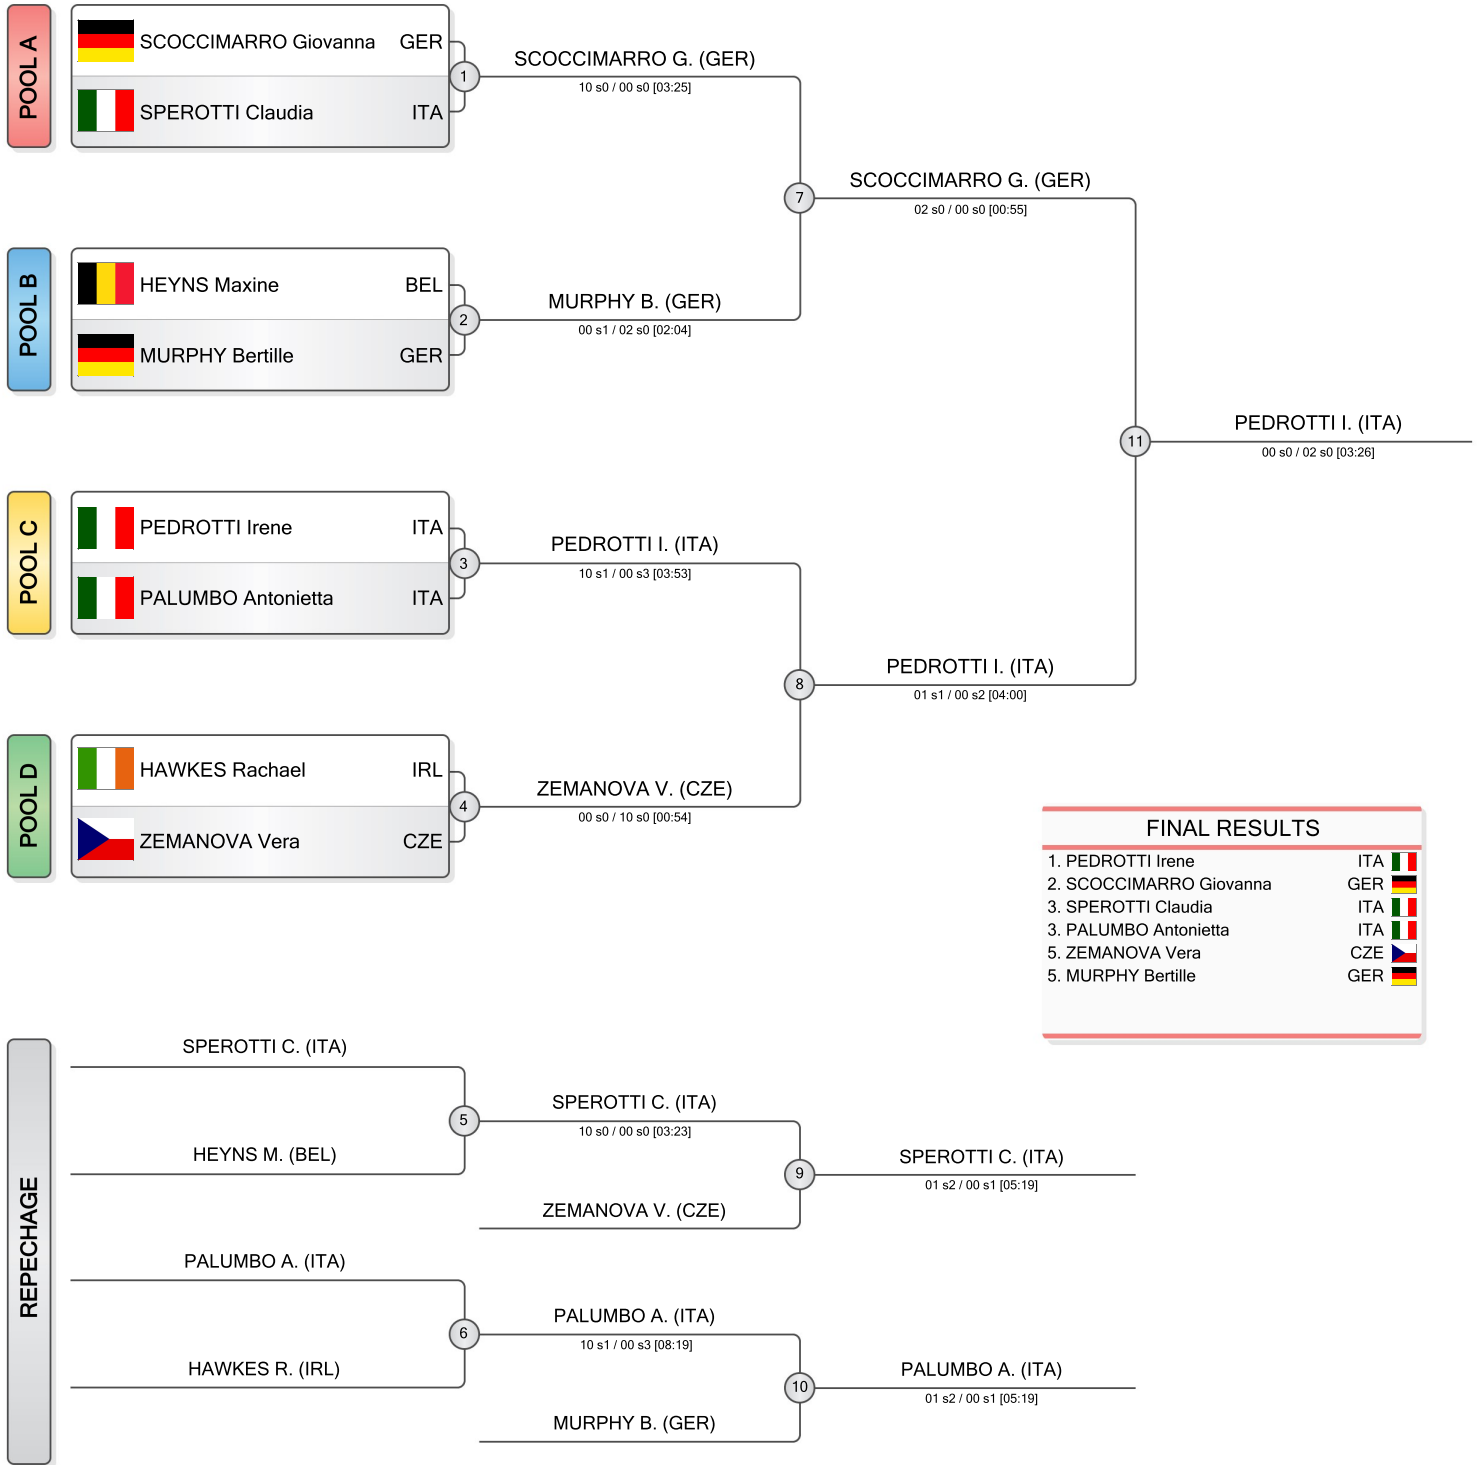 POOL A
SCOCCIMARRO Giovanna GER
SPEROTTI Claudia ITA
1
SCOCCIMARRO G. (GER)
10 s0 / 00 s0 [03:25]
POOL B
HEYNS Maxine BEL
MURPHY Bertille GER
2
MURPHY B. (GER)
00 s1 / 02 s0 [02:04]
7
SCOCCIMARRO G. (GER)
02 s0 / 00 s0 [00:55]
POOL C
PEDROTTI Irene ITA
PALUMBO Antonietta ITA
3
PEDROTTI I. (ITA)
10 s1 / 00 s3 [03:53]
POOL D
HAWKES Rachael IRL
ZEMANOVA Vera CZE
4
ZEMANOVA V. (CZE)
00 s0 / 10 s0 [00:54]
8
PEDROTTI I. (ITA)
01 s1 / 00 s2 [04:00]
11
PEDROTTI I. (ITA)
00 s0 / 02 s0 [03:26]
FINAL RESULTS
1. PEDROTTI Irene ITA
2. SCOCCIMARRO Giovanna GER
3. SPEROTTI Claudia ITA
3. PALUMBO Antonietta ITA
5. ZEMANOVA Vera CZE
5. MURPHY Bertille GER
REPECHAGE
SPEROTTI C. (ITA)
HEYNS M. (BEL)
5
SPEROTTI C. (ITA)
10 s0 / 00 s0 [03:23]
ZEMANOVA V. (CZE)
9
SPEROTTI C. (ITA)
01 s2 / 00 s1 [05:19]
PALUMBO A. (ITA)
HAWKES R. (IRL)
6
PALUMBO A. (ITA)
10 s1 / 00 s3 [08:19]
MURPHY B. (GER)
10
PALUMBO A. (ITA)
01 s2 / 00 s1 [05:19]